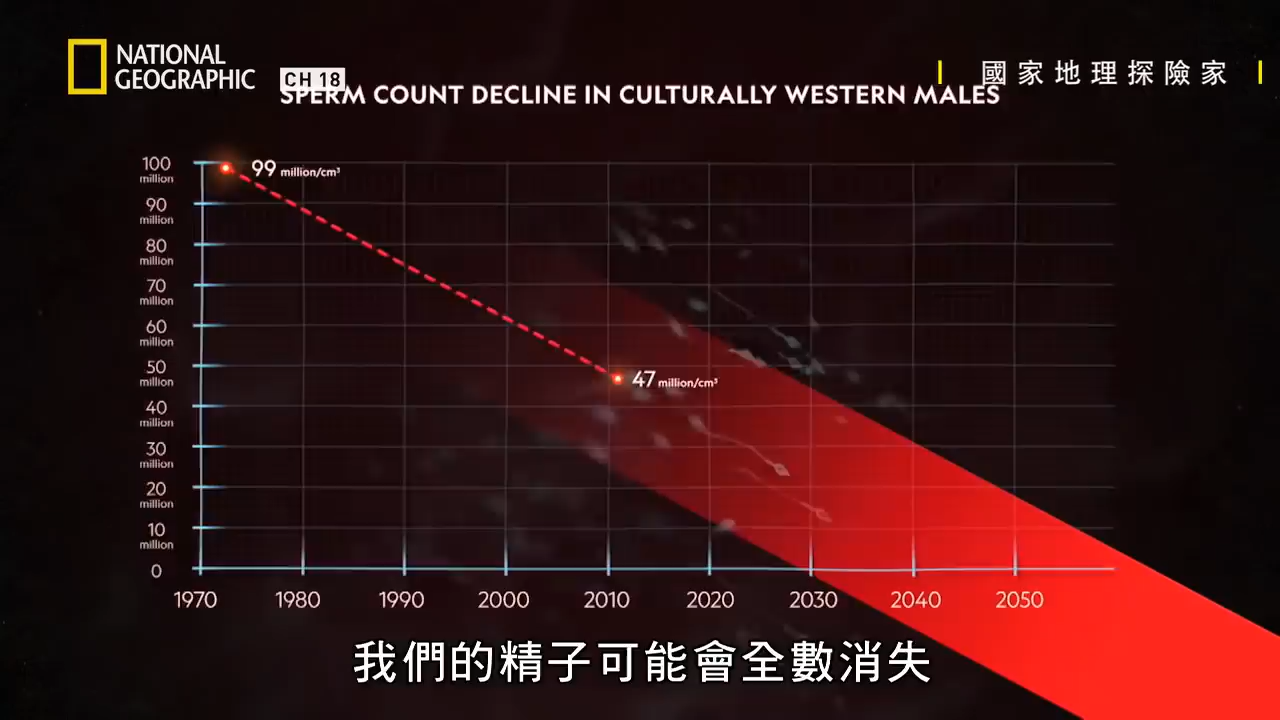 NATIONAL
GEOGRAPHIC
CH 18
國家地理探險家
SPERM COUNT DECLINE IN CULTURALLY WESTERN MALES
100
million
99 million/cm³
90
million
80
million
70
million
60
million
50
million
47 million/cm³
40
million
30
million
20
million
10
million
0
1970 1980 1990 2000 2010 2020 2030 2040 2050
我們的精子可能會全數消失